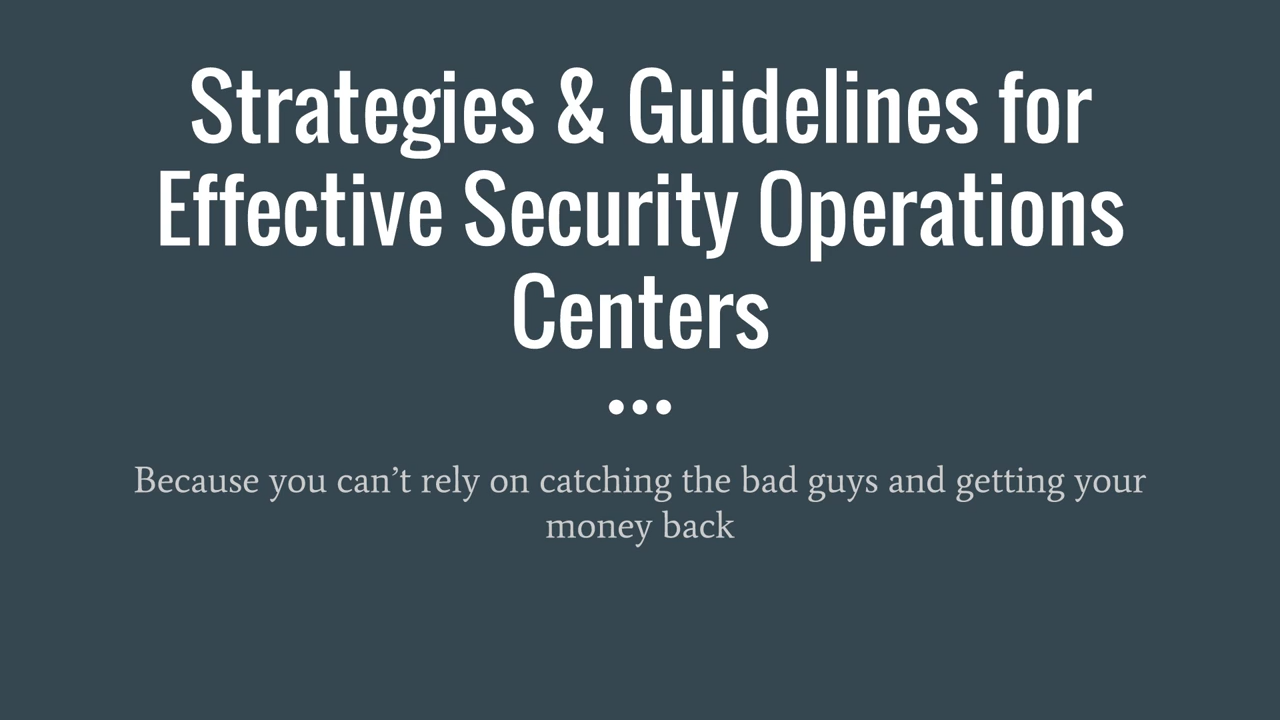 Strategies & Guidelines for
Effective Security Operations
Centers
Because you can’t rely on catching the bad guys and getting your
money back